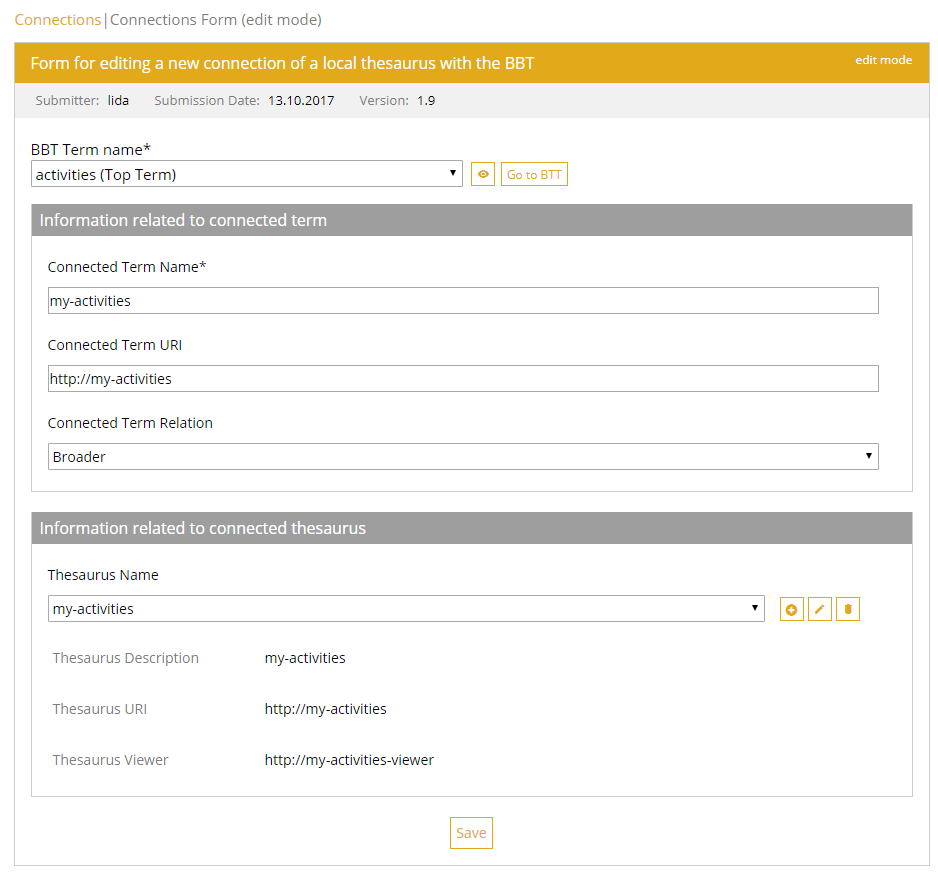 Connections|Connections Form (edit mode)
Form for editing a new connection of a local thesaurus with the BBT edit mode
Submitter: lida Submission Date: 13.10.2017 Version: 1.9
BBT Term name*
activities (Top Term) Go to BTT
Information related to connected term
Connected Term Name*
my-activities
Connected Term URI
http://my-activities
Connected Term Relation
Broader
Information related to connected thesaurus
Thesaurus Name
my-activities
Thesaurus Description my-activities
Thesaurus URI http://my-activities
Thesaurus Viewer http://my-activities-viewer
Save